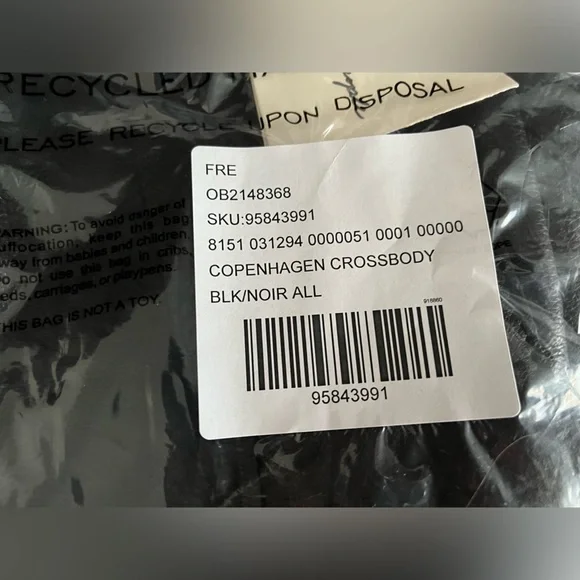 RECYCLED
PLEASE RECYCLE UPON DISPOSAL
FRE
OB2148368
SKU:95843991
8151 031294 0000051 0001 00000
COPENHAGEN CROSSBODY
BLK/NOIR ALL
918860
95843991
WARNING: To avoid danger of
suffocation, keep this bag
away from babies and children.
Do not use this bag in cribs,
beds, carriages, or playpens.
THIS BAG IS NOT A TOY.